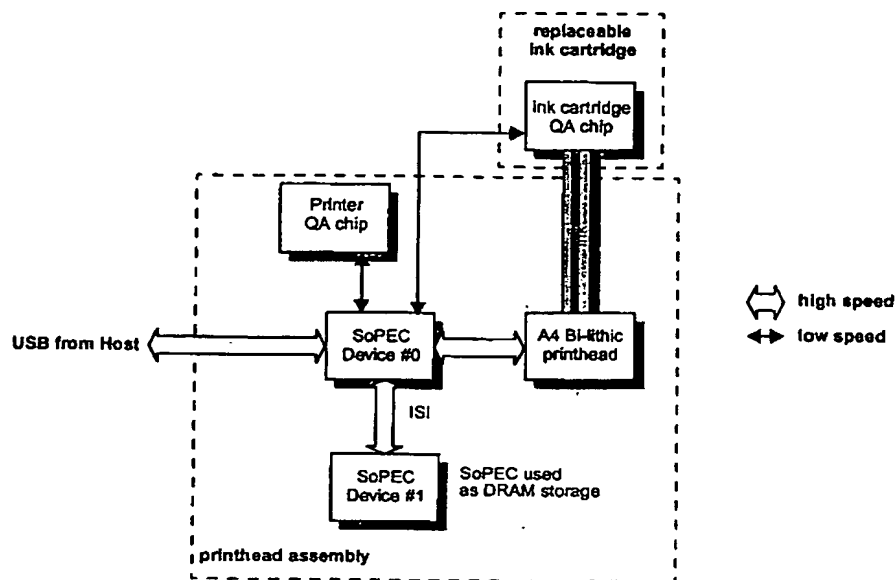 replaceable
ink cartridge
ink cartridge
QA chip
Printer
QA chip
INK
high speed
low speed
USB from Host
SoPEC
Device #0
A4 Bi-lithic
printhead
ISI
SoPEC
Device #1
SoPEC used
as DRAM storage
printhead assembly